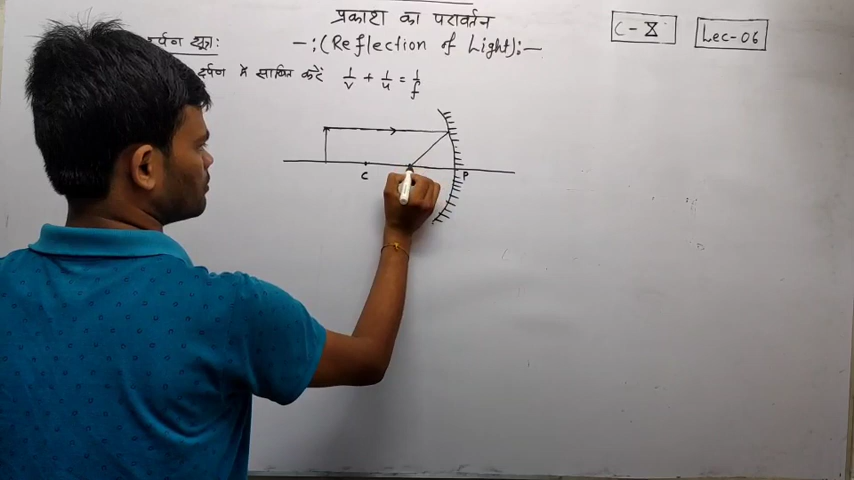 प्रकाश का परावर्तन
-:(Reflection of Light):-
C-X
Lec-06
दर्पण सूत्र:
दर्पण में साबित करें 1/v + 1/u = 1/f
C
P